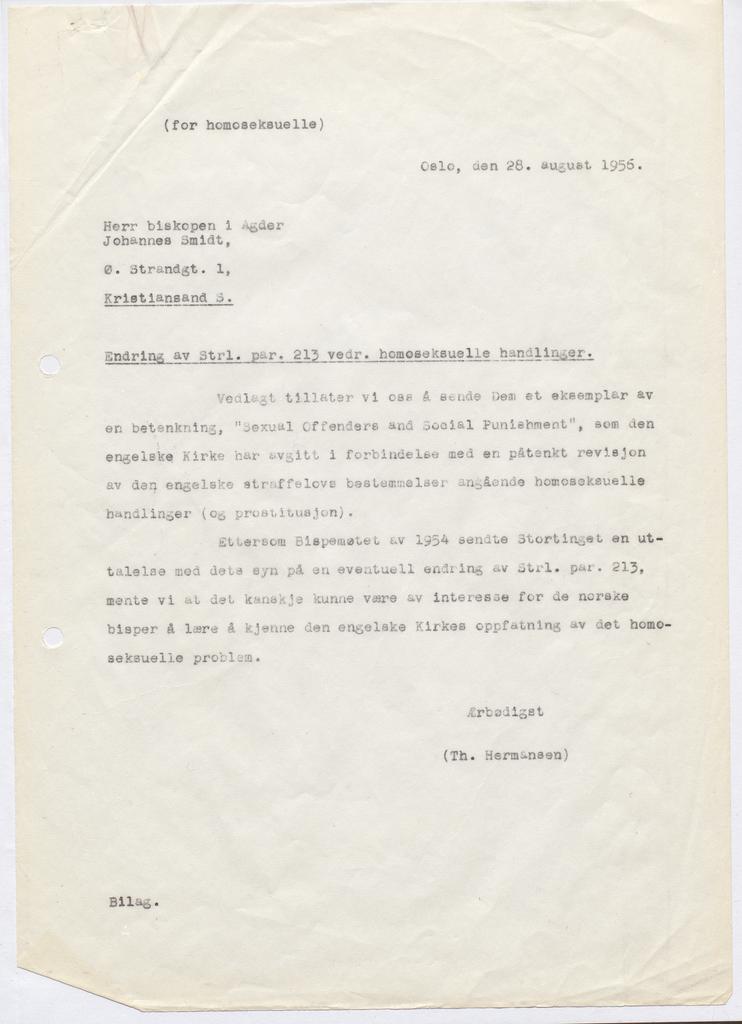 (for homoseksuelle)
Oslo, den 28. august 1956.
Herr biskopen i Agder
Johannes Smidt,
Ø. Strandgt. 1,
Kristiansand S.
Endring av Strl. par. 213 vedr. homoseksuelle handlinger.
Vedlagt tillater vi oss å sende Dem et eksemplar av
en betenkning, "Sexual Offenders and Social Punishment", som den
engelske Kirke har avgitt i forbindelse med en påtenkt revisjon
av den engelske straffelovs bestemmelser angående homoseksuelle
handlinger (og prostitusjon).
Ettersom Bispemøtet av 1954 sendte Stortinget en ut-
talelse med dets syn på en eventuell endring av Strl. par. 213,
mente vi at det kanskje kunne være av interesse for de norske
bisper å lære å kjenne den engelske Kirkes oppfatning av det homo-
seksuelle problem.
Ærbødigst
(Th. Hermansen)
Bilag.